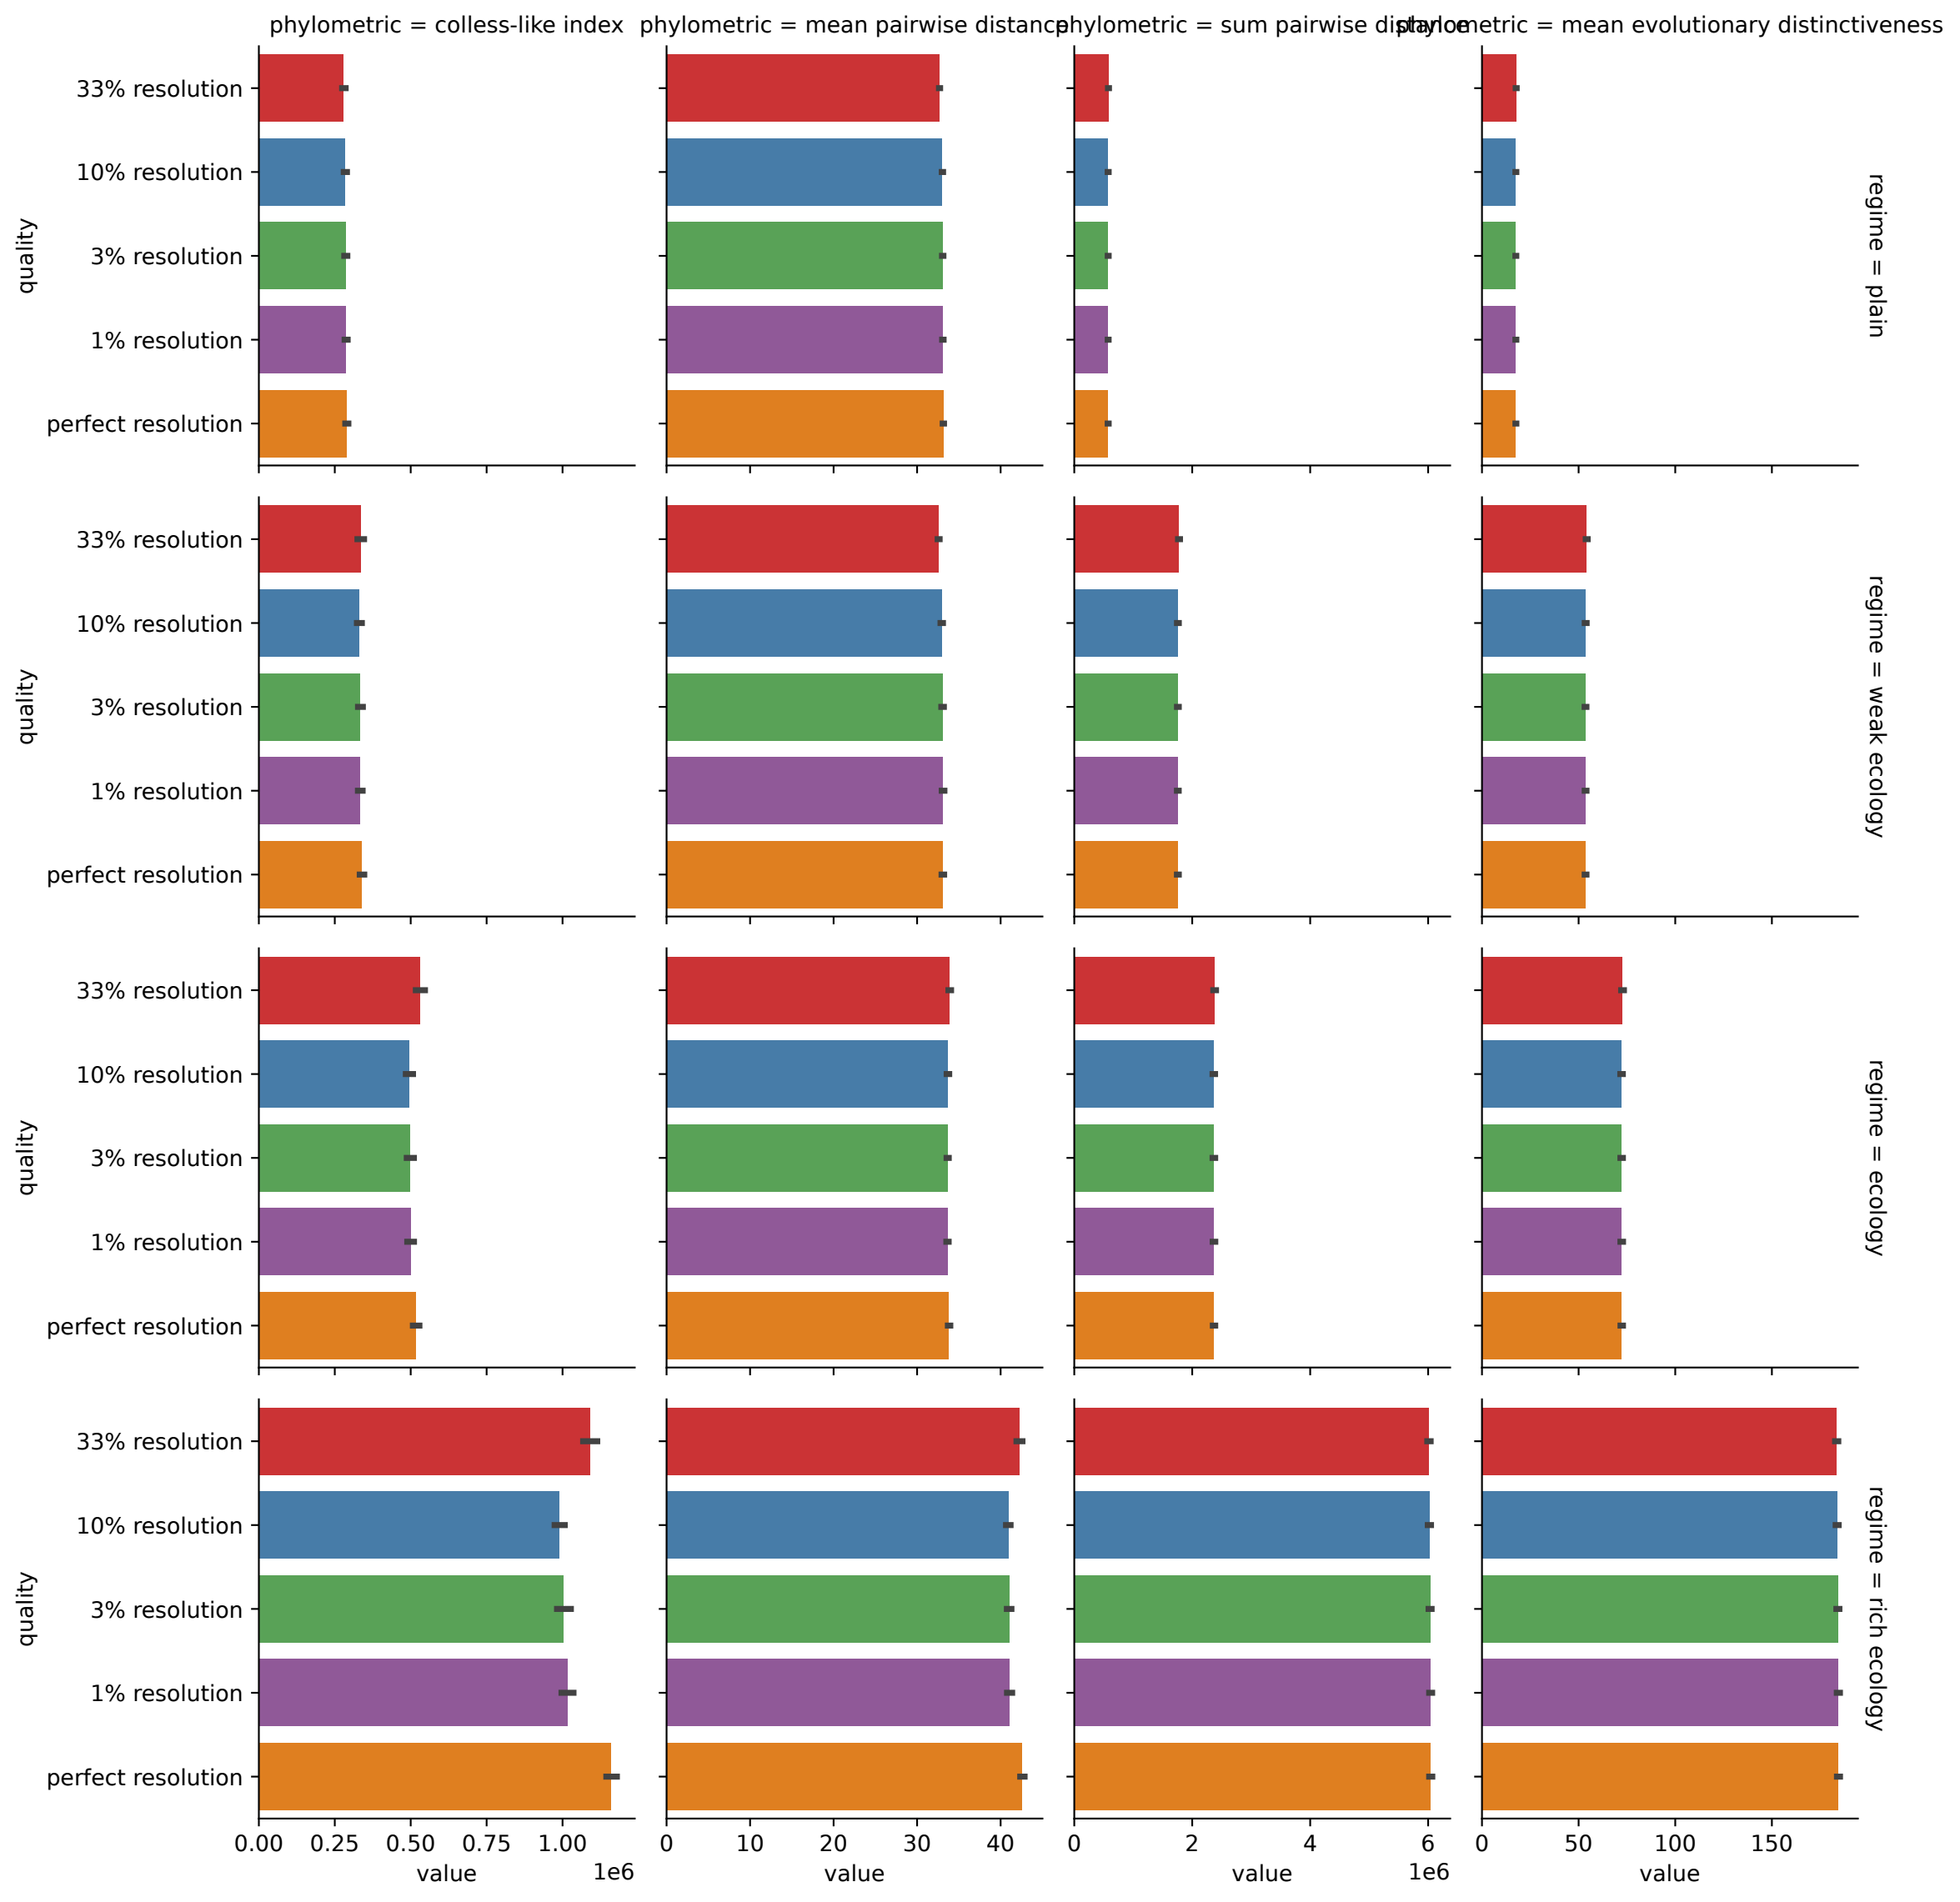 phylometric = colless-like index
phylometric = mean pairwise distance
phylometric = sum pairwise distance
phylometric = mean evolutionary distinctiveness
33% resolution
10% resolution
3% resolution
1% resolution
perfect resolution
quality
regime = plain
33% resolution
10% resolution
3% resolution
1% resolution
perfect resolution
quality
regime = weak ecology
33% resolution
10% resolution
3% resolution
1% resolution
perfect resolution
quality
regime = ecology
33% resolution
10% resolution
3% resolution
1% resolution
perfect resolution
quality
regime = rich ecology
0.00 0.25 0.50 0.75 1.00
value
1e6
0 10 20 30 40
value
0 2 4 6
value
1e6
0 50 100 150
value